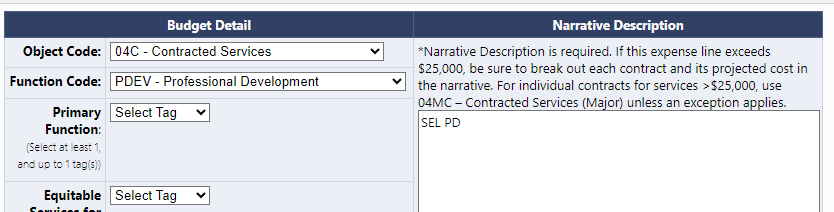 Budget Detail
Narrative Description
Object Code: 04C - Contracted Services
Function Code: PDEV - Professional Development
Primary Function: Select Tag
(Select at least 1,
and up to 1 tag(s))
Equitable Services for Select Tag
*Narrative Description is required. If this expense line exceeds
$25,000, be sure to break out each contract and its projected cost in
the narrative. For individual contracts for services >$25,000, use
04MC – Contracted Services (Major) unless an exception applies.
SEL PD